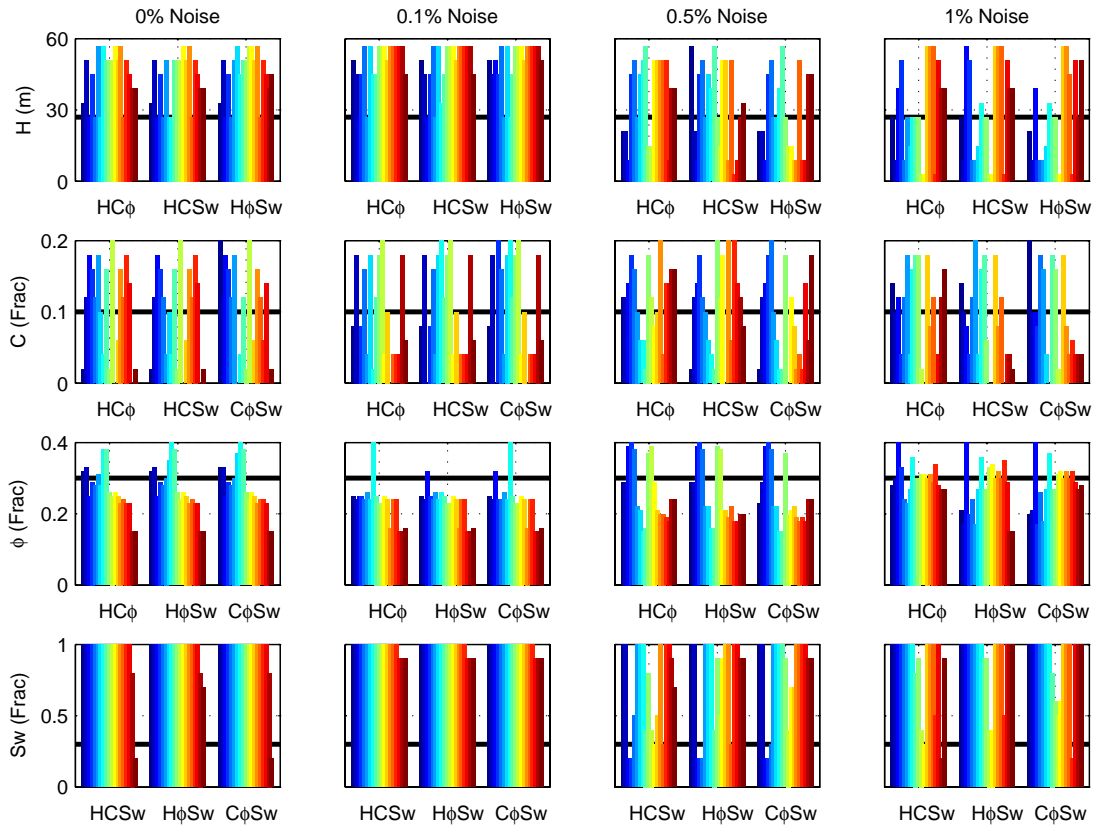 0% Noise 0.1% Noise 0.5% Noise 1% Noise
60
30
0
H (m)
HCϕ HCSw HϕSw HCϕ HCSw HϕSw HCϕ HCSw HϕSw HCϕ HCSw HϕSw
0.2
0.1
0
C (Frac)
HCϕ HCSw CϕSw HCϕ HCSw CϕSw HCϕ HCSw CϕSw HCϕ HCSw CϕSw
0.4
0.2
0
ϕ (Frac)
HCϕ HϕSw CϕSw HCϕ HϕSw CϕSw HCϕ HϕSw CϕSw HCϕ HϕSw CϕSw
1
0.5
0
Sw (Frac)
HCSw HϕSw CϕSw HCSw HϕSw CϕSw HCSw HϕSw CϕSw HCSw HϕSw CϕSw